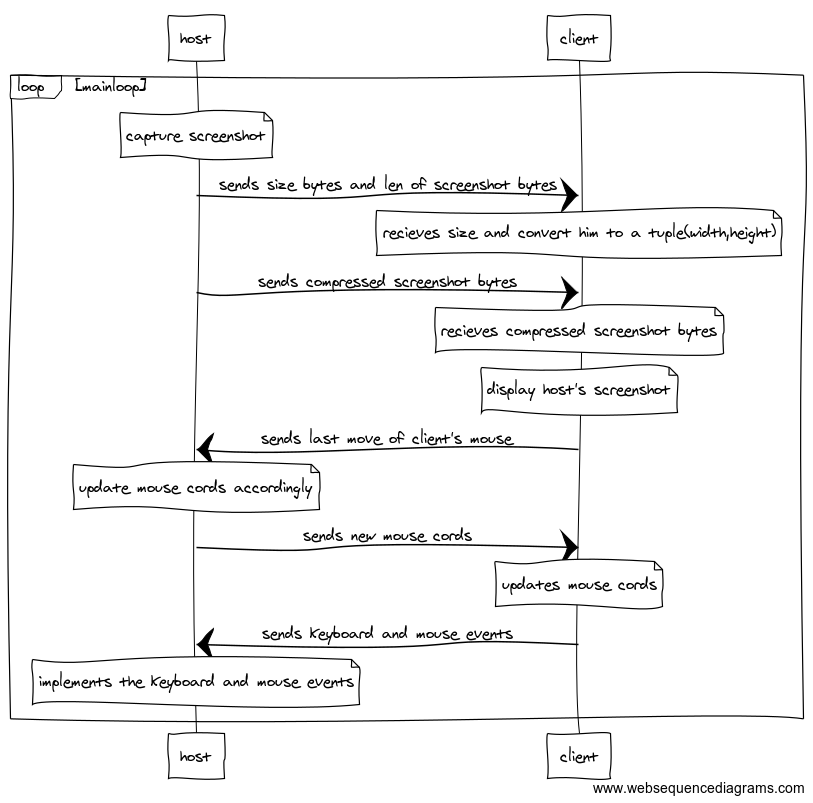 host
client
loop
[mainloop]
capture screenshot
sends size bytes and len of screenshot bytes
recieves size and convert him to a tuple(width,height)
sends compressed screenshot bytes
recieves compressed screenshot bytes
display host's screenshot
sends last move of client's mouse
update mouse cords accordingly
sends new mouse cords
updates mouse cords
sends keyboard and mouse events
implements the keyboard and mouse events
host
client
www.websequencediagrams.com